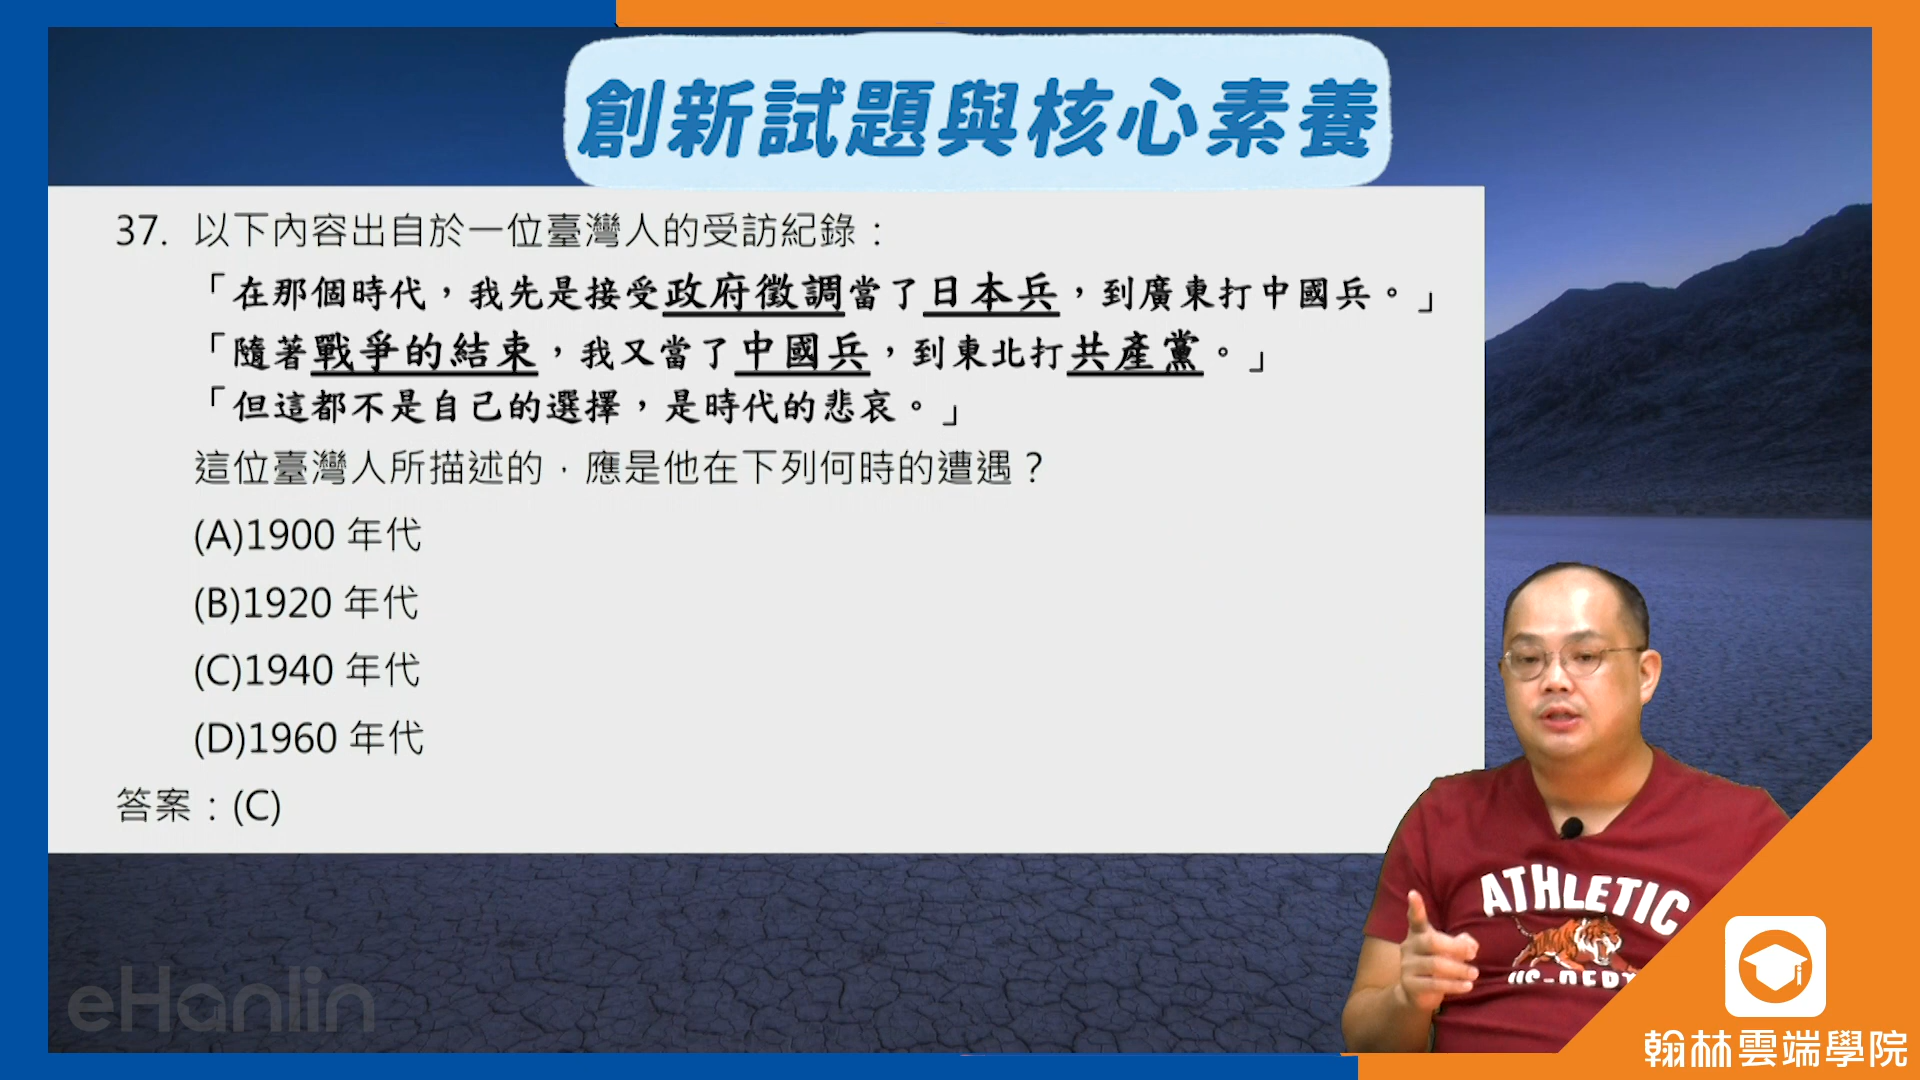 創新試題與核心素養
37. 以下內容出自於一位臺灣人的受訪紀錄：
「在那個時代，我先是接受政府徵調當了日本兵，到廣東打中國兵。」
「隨著戰爭的結束，我又當了中國兵，到東北打共產黨。」
「但這都不是自己的選擇，是時代的悲哀。」
這位臺灣人所描述的，應是他在下列何時的遭遇？
(A)1900 年代
(B)1920 年代
(C)1940 年代
(D)1960 年代
答案：(C)
ATHLETIC
US-DEPT
eHanlin
翰林雲端學院